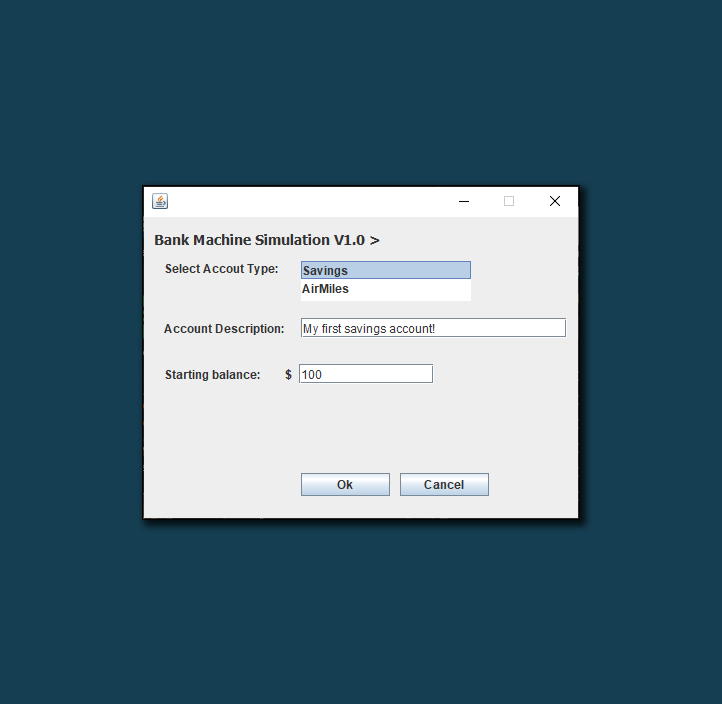 Bank Machine Simulation V1.0 >
Select Accout Type:
Savings
AirMiles
Account Description: My first savings account!
Starting balance: $ 100
Ok Cancel